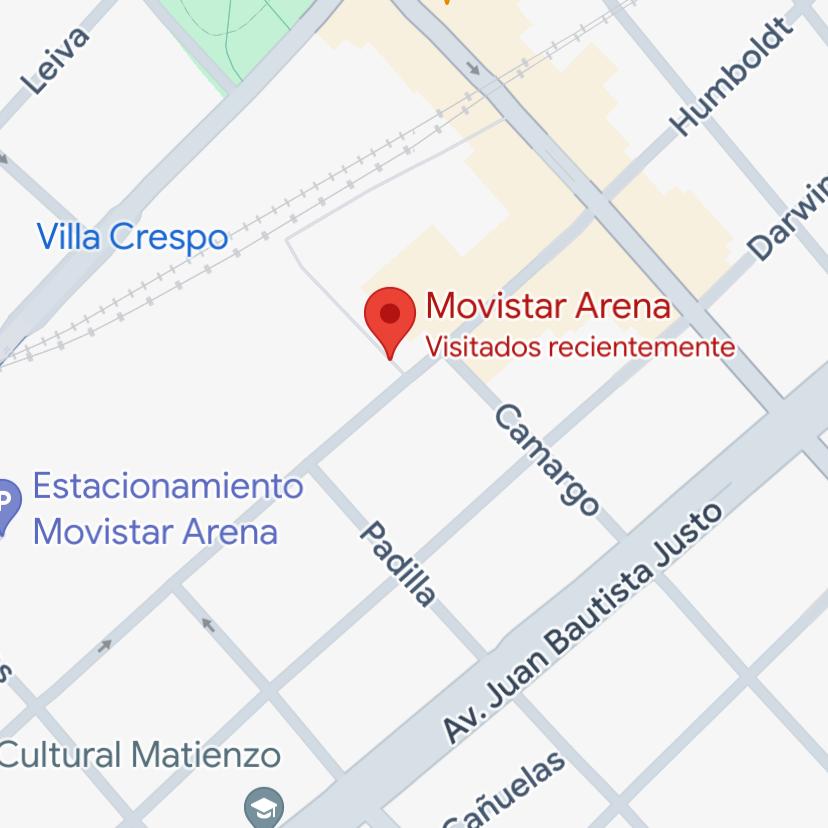 Leiva
Humboldt
Darwin
Villa Crespo
Movistar Arena
Visitados recientemente
Camargo
P
Estacionamiento
Movistar Arena
Padilla
Av. Juan Bautista Justo
s
Cultural Matienzo
Cañuelas